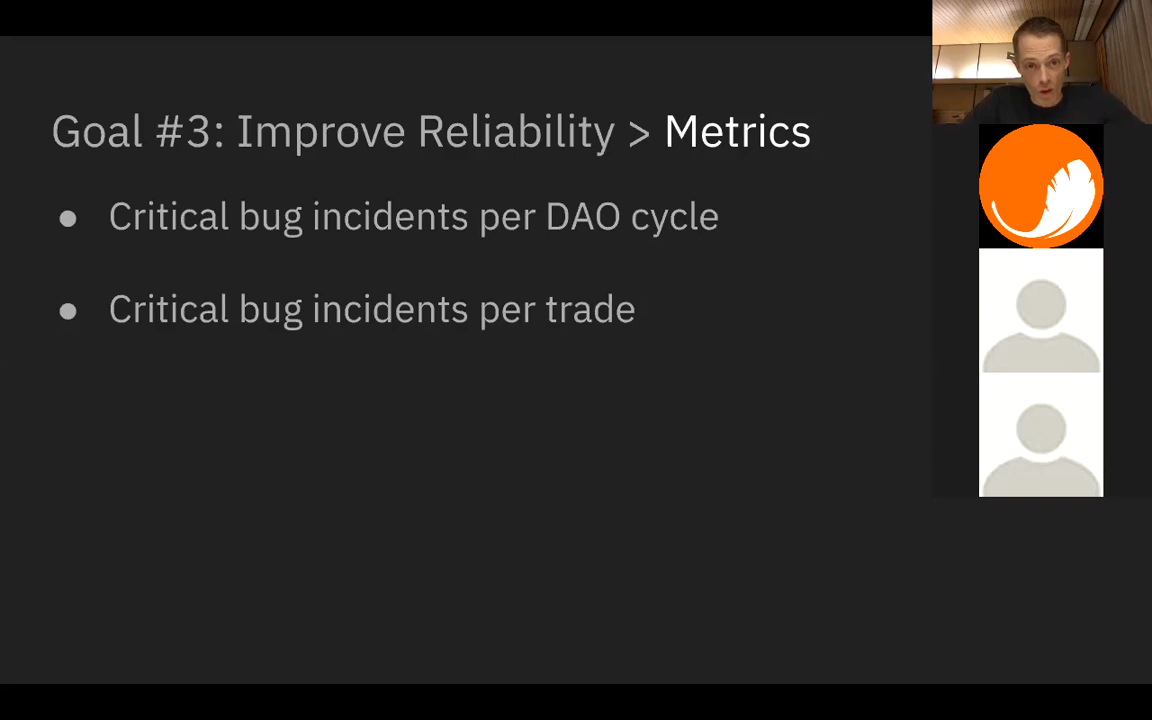 Goal #3: Improve Reliability > Metrics
● Critical bug incidents per DAO cycle
● Critical bug incidents per trade